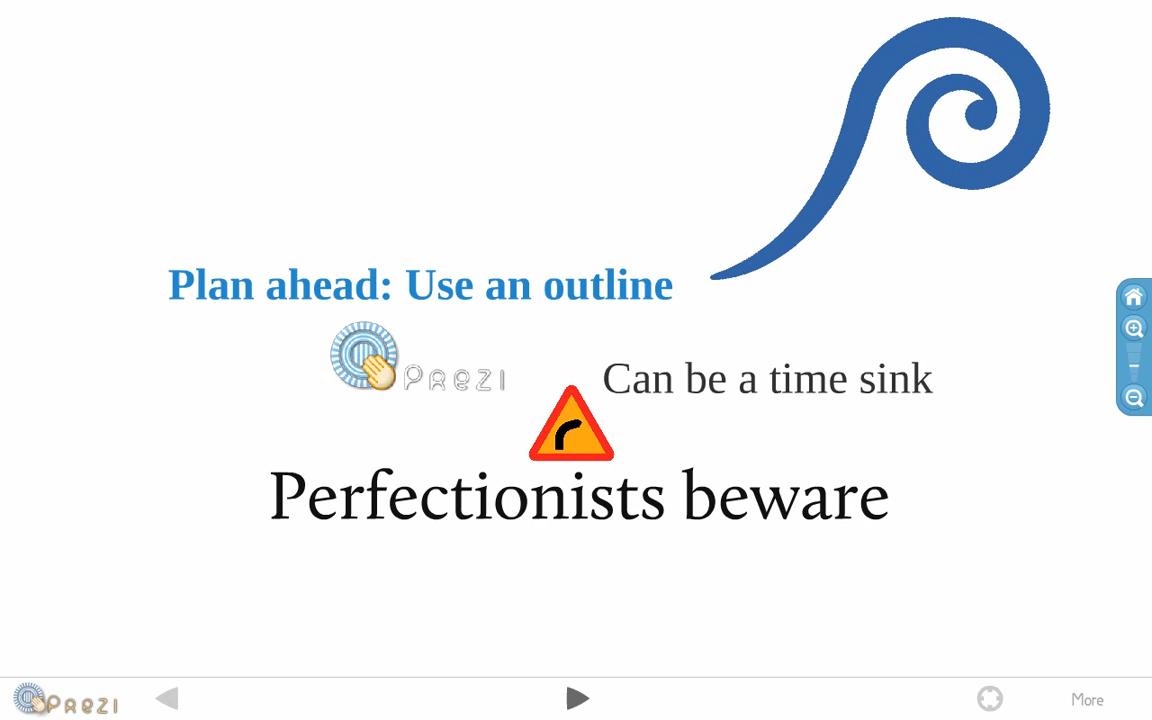 Plan ahead: Use an outline
PREZI
Can be a time sink
Perfectionists beware
PREZI
More